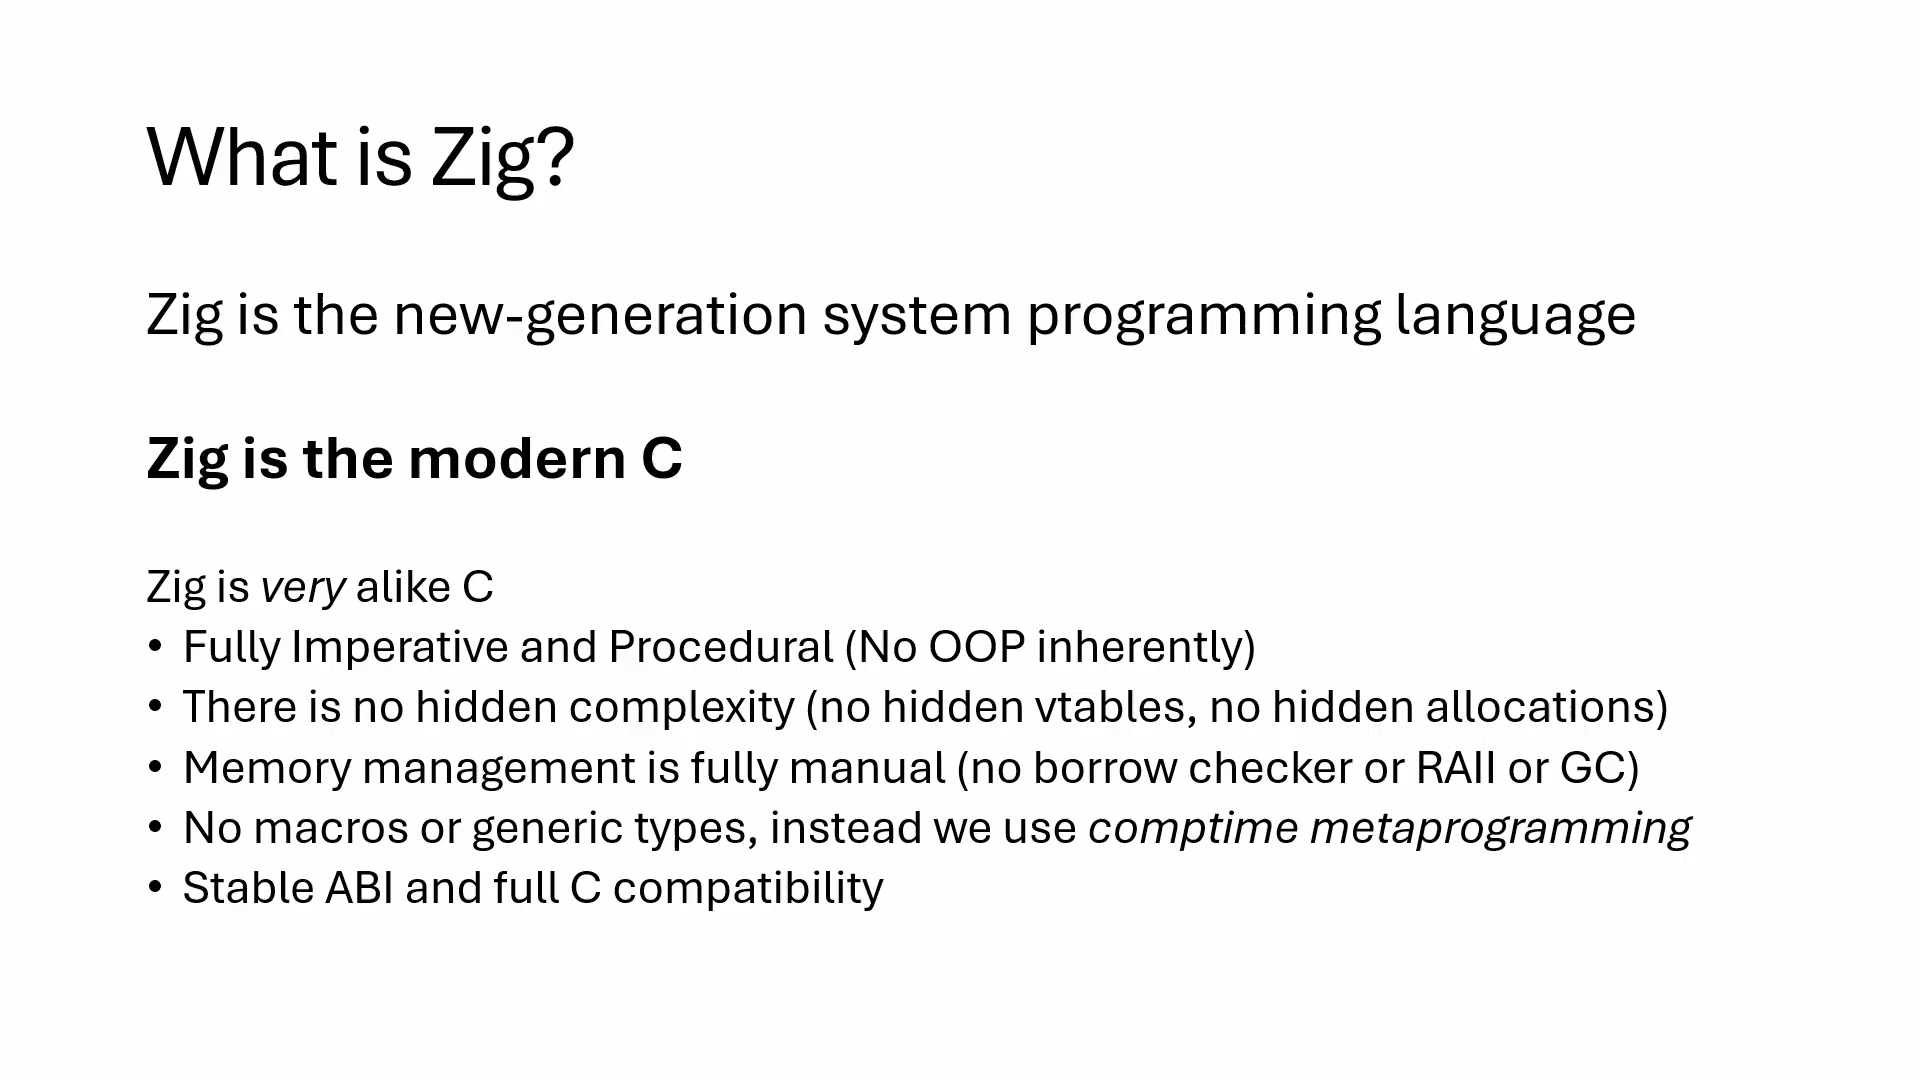 What is Zig?
Zig is the new-generation system programming language
Zig is the modern C
Zig is very alike C
• Fully Imperative and Procedural (No OOP inherently)
• There is no hidden complexity (no hidden vtables, no hidden allocations)
• Memory management is fully manual (no borrow checker or RAII or GC)
• No macros or generic types, instead we use comptime metaprogramming
• Stable ABI and full C compatibility